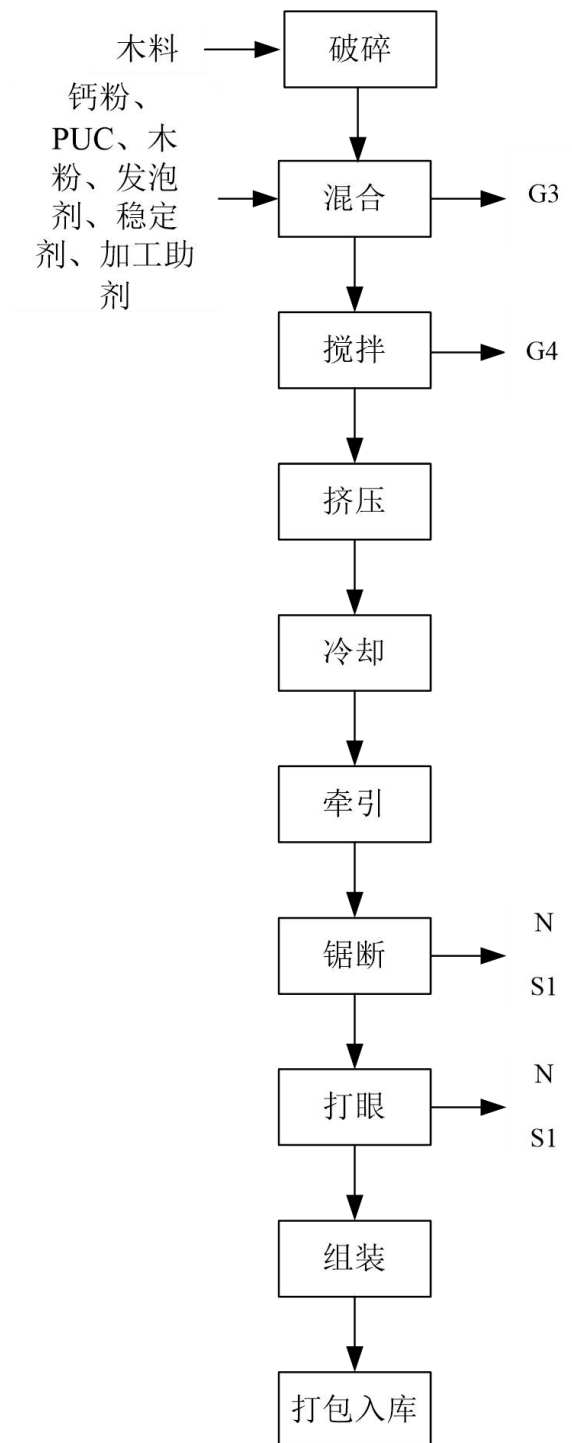 木料
破碎
钙粉、
PUC、木
粉、发泡
剂、稳定
剂、加工助
剂
混合
G3
搅拌
G4
挤压
冷却
牵引
锯断
N
S1
打眼
N
S1
组装
打包入库